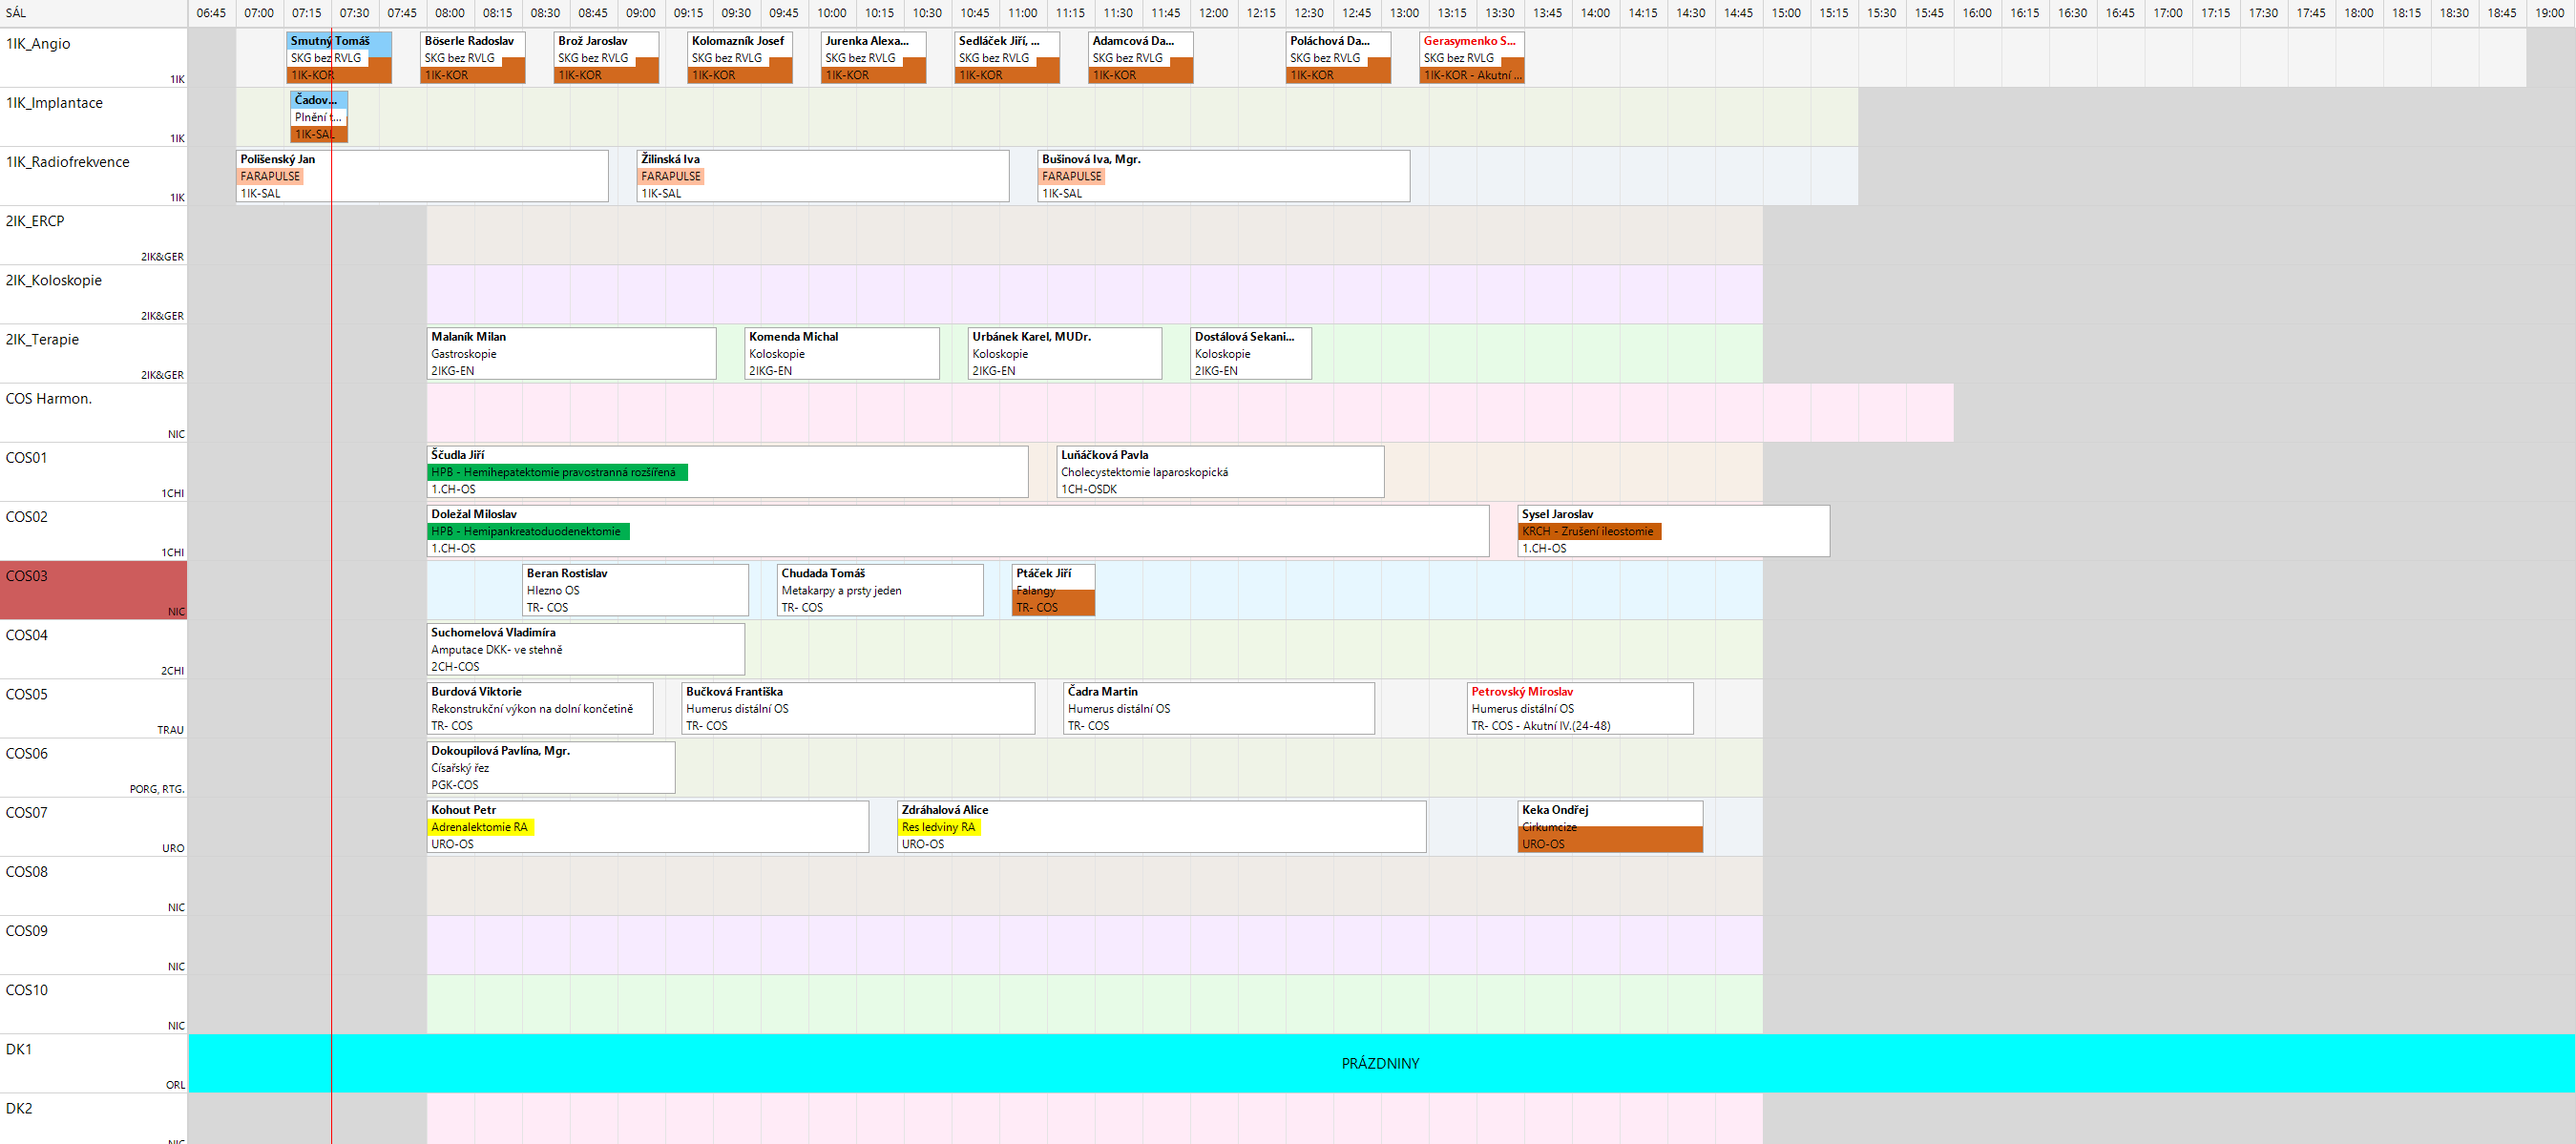 SÁL 06:45 07:00 07:15 07:30 07:45 08:00 08:15 08:30 08:45 09:00 09:15 09:30 09:45 10:00 10:15 10:30 10:45 11:00 11:15 11:30 11:45 12:00 12:15 12:30 12:45 13:00 13:15 13:30 13:45 14:00 14:15 14:30 14:45 15:00 15:15 15:30 15:45 16:00 16:15 16:30 16:45 17:00 17:15 17:30 17:45 18:00 18:15 18:30 18:45 19:00
1IK_Angio
1IK
Smutný Tomáš
SKG bez RVLG
1IK-KOR
Böserle Radoslav
SKG bez RVLG
1IK-KOR
Brož Jaroslav
SKG bez RVLG
1IK-KOR
Kolomazník Josef
SKG bez RVLG
1IK-KOR
Jurenka Alexa...
SKG bez RVLG
1IK-KOR
Sedláček Jiří, ...
SKG bez RVLG
1IK-KOR
Adamcová Da...
SKG bez RVLG
1IK-KOR
Poláchová Da...
SKG bez RVLG
1IK-KOR
Gerasymenko S...
SKG bez RVLG
1IK-KOR - Akutní ...
1IK_Implantace
1IK
Čadov...
Plnění t...
1IK-SAL
1IK_Radiofrekvence
1IK
Polišenský Jan
FARAPULSE
1IK-SAL
Žilinská Iva
FARAPULSE
1IK-SAL
Bušinová Iva, Mgr.
FARAPULSE
1IK-SAL
2IK_ERCP
2IK&GER
2IK_Koloskopie
2IK&GER
2IK_Terapie
2IK&GER
Malaník Milan
Gastroskopie
2IKG-EN
Komenda Michal
Koloskopie
2IKG-EN
Urbánek Karel, MUDr.
Koloskopie
2IKG-EN
Dostálová Sekani...
Koloskopie
2IKG-EN
COS Harmon.
NIC
COS01
1CHI
Ščudla Jiří
HPB - Hemihepatektomie pravostranná rozšířená
1.CH-OS
Luňáčková Pavla
Cholecystektomie laparoskopická
1CH-OSDK
COS02
1CHI
Doležal Miloslav
HPB - Hemipankreatoduodenektomie
1.CH-OS
Sysel Jaroslav
KRCH - Zrušení ileostomie
1.CH-OS
COS03
NIC
Beran Rostislav
Hlezno OS
TR- COS
Chudada Tomáš
Metakarpy a prsty jeden
TR- COS
Ptáček Jiří
Falangy
TR- COS
COS04
2CHI
Suchomelová Vladimíra
Amputace DKK- ve stehně
2CH-COS
COS05
TRAU
Burdová Viktorie
Rekonstrukční výkon na dolní končetině
TR- COS
Bučková Františka
Humerus distální OS
TR- COS
Čadra Martin
Humerus distální OS
TR- COS
Petrovský Miroslav
Humerus distální OS
TR- COS - Akutní IV.(24-48)
COS06
PORG, RTG.
Dokoupilová Pavlína, Mgr.
Císařský řez
PGK-COS
COS07
URO
Kohout Petr
Adrenalektomie RA
URO-OS
Zdráhalová Alice
Res ledviny RA
URO-OS
Keka Ondřej
Cirkumcize
URO-OS
COS08
NIC
COS09
NIC
COS10
NIC
DK1
ORL
PRÁZDNINY
DK2
NIC